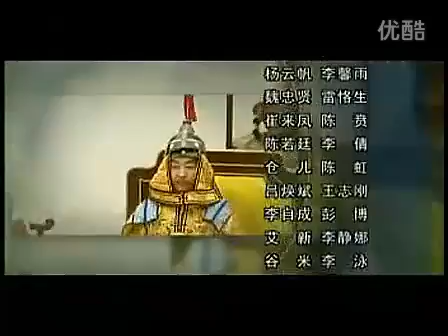 优酷
杨云帆 李馨雨
魏忠贤 雷恪生
崔来凤 陈 贲
陈若廷 李 倩
仓 儿 陈 虹
吕焕斌 王志刚
李自成 彭 博
艾 新 李静娜
谷 米 李 泳